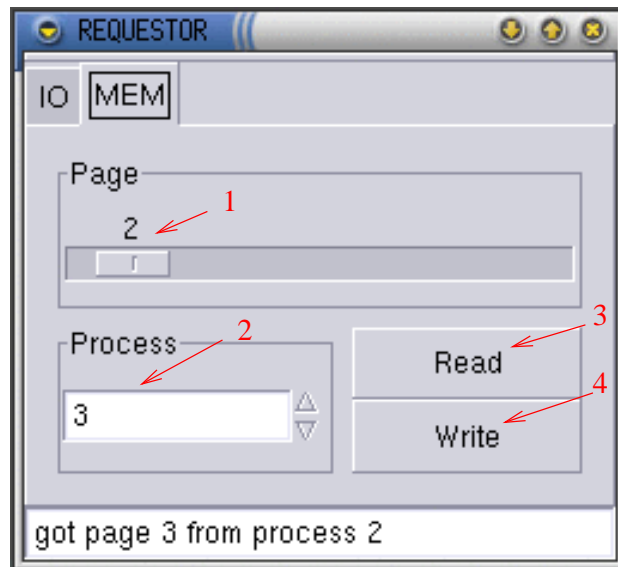 REQUESTOR
IO MEM
Page
1
2
Process
2
3
3
Read
4
Write
got page 3 from process 2